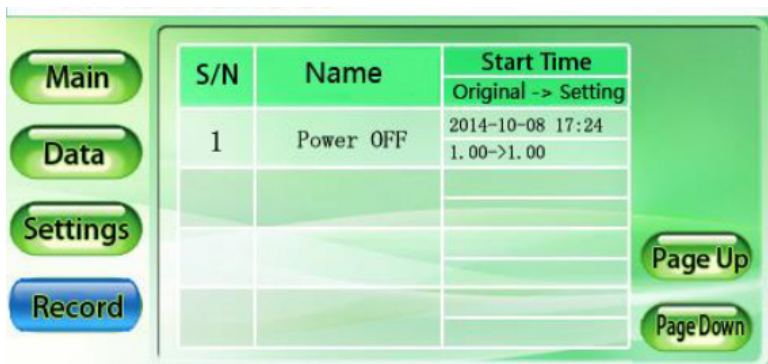 Main
Data
Settings
Record
S/N
Name
Start Time
Original -> Setting
1
Power OFF
2014-10-08 17:24
1.00->1.00
Page Up
Page Down